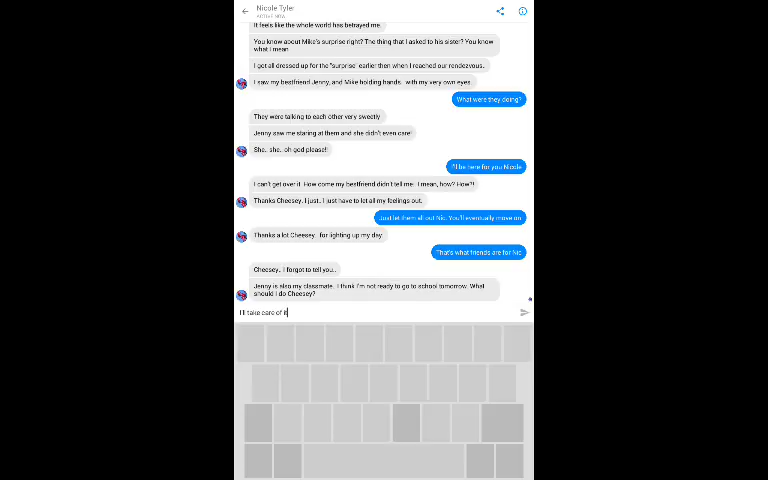 Nicole Tyler
ACTIVE NOW
It feels like the whole world has betrayed me.
You know about Mike's surprise right? The thing that I asked to his sister? You know
what I mean
I got all dressed up for the "surprise" earlier then when I reached our rendezvous..
I saw my bestfriend Jenny, and Mike holding hands.. with my very own eyes.
What were they doing?
They were talking to each other very sweetly
Jenny saw me staring at them and she didn't even care!
She.. she.. oh god please!!
I'll be here for you Nicole
I can't get over it. How come my bestfriend didn't tell me.. I mean, how? How?!
Thanks Cheesey. I just.. I just have to let all my feelings out.
Just let them all out Nic. You'll eventually move on
Thanks a lot Cheesey.. for lighting up my day.
That's what friends are for Nic
Cheesey.. I forgot to tell you..
Jenny is also my classmate.. I think I'm not ready to go to school tomorrow. What
should I do Cheesey?
I'll take care of it